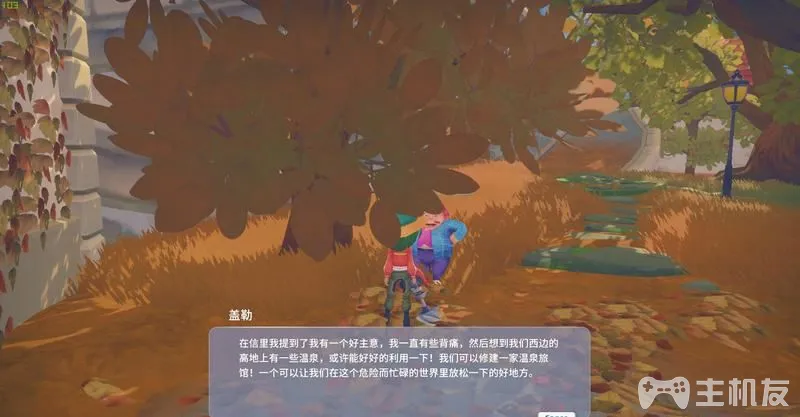 103
盖勒
在信里我提到了我有一个好主意，我一直有些背痛，然后想到我们西边的
高地上有一些温泉，或许能好好的利用一下！我们可以修建一家温泉旅
馆！一个可以让我们在这个危险而忙碌的世界里放松一下的好地方。
主机友